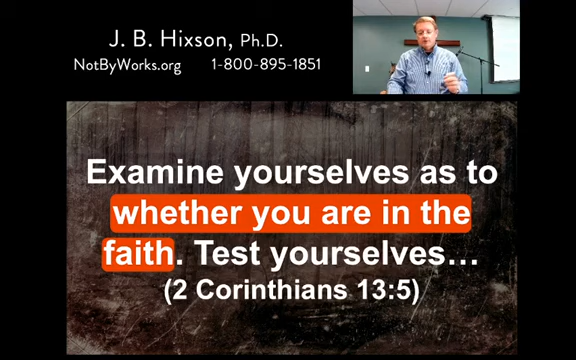 J. B. Hixson, Ph.D.
NotByWorks.org 1-800-895-1851
Examine yourselves as to
whether you are in the
faith. Test yourselves…
(2 Corinthians 13:5)